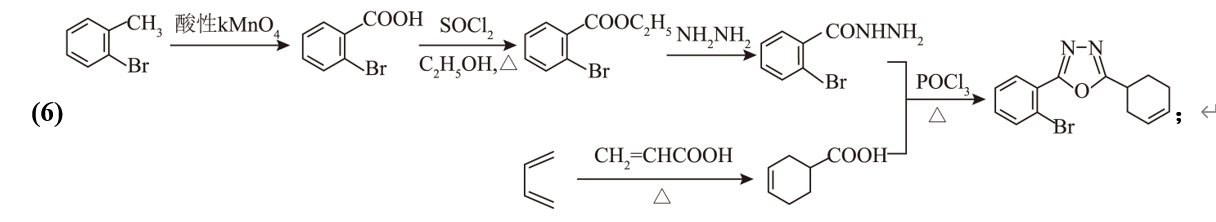 CH₃
酸性kMnO₄
Br
COOH
Br
SOCl₂
C₂H₅OH,△
COOC₂H₅
Br
NH₂NH₂
CONHNH₂
Br
POCl₃
△
N-N
O
Br
;
(6)
CH₂=CHCOOH
△
COOH